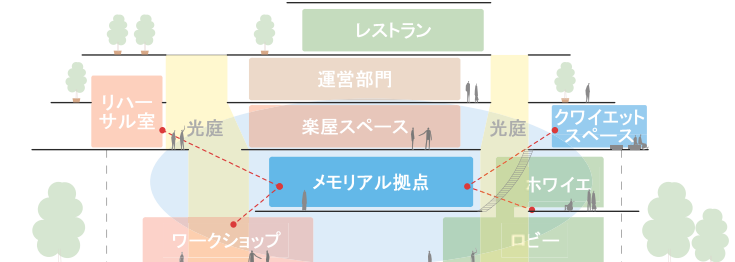 レストラン
運営部門
リハー
サル室
光庭
楽屋スペース
光庭
クワイエット
スペース
メモリアル拠点
ホワイエ
ワークショップ
ロビー